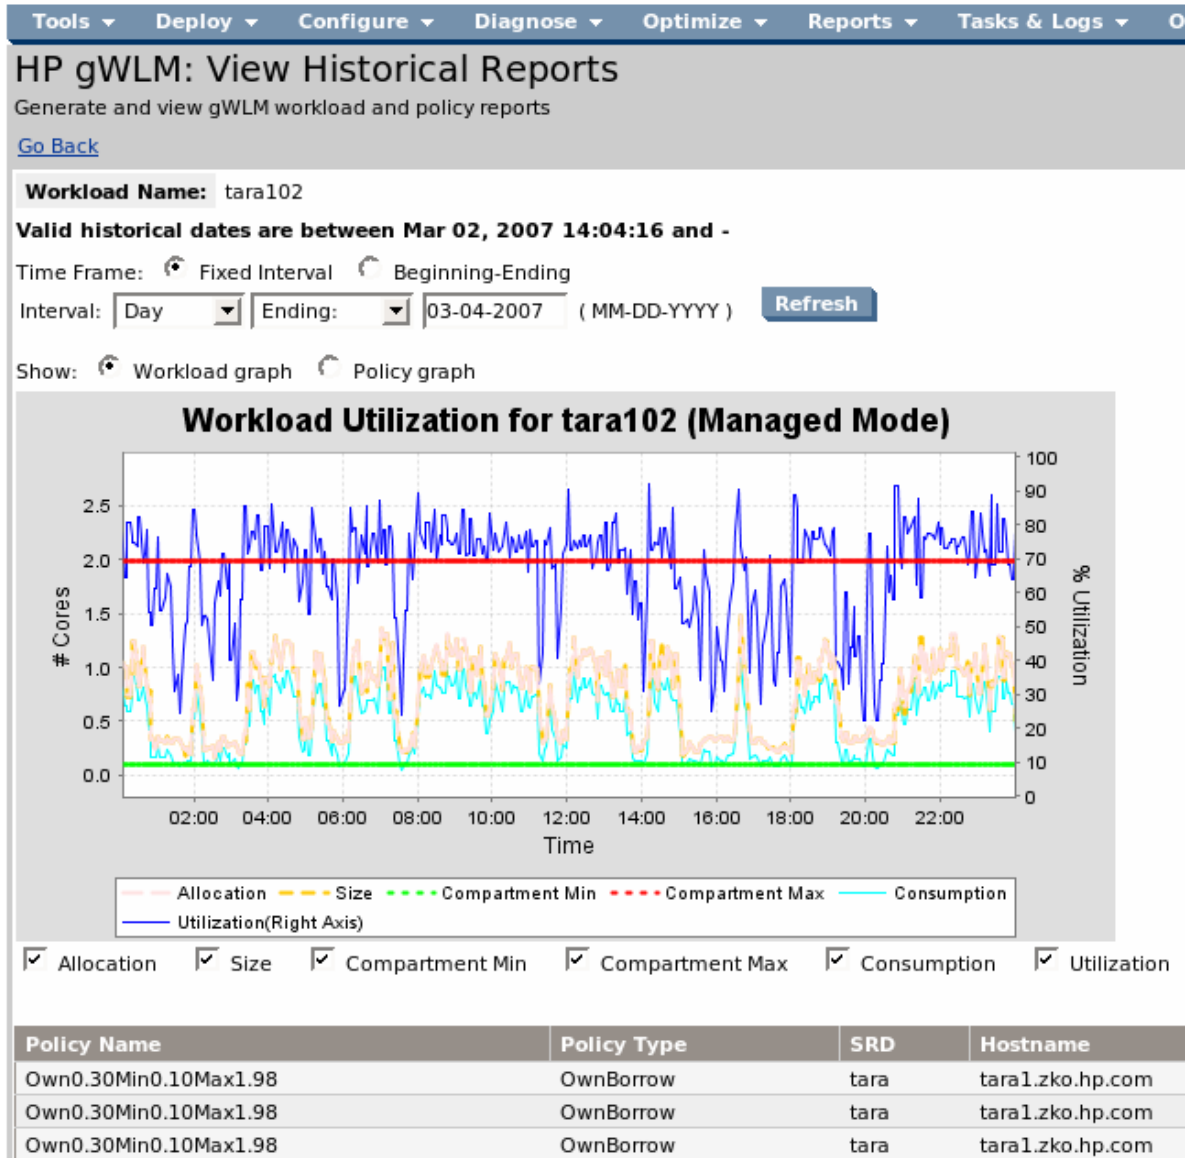 Tools Deploy Configure Diagnose Optimize Reports Tasks & Logs O
HP gWLM: View Historical Reports
Generate and view gWLM workload and policy reports
Go Back
Workload Name: tara102
Valid historical dates are between Mar 02, 2007 14:04:16 and -
Time Frame: Fixed Interval Beginning-Ending
Interval: Day Ending: 03-04-2007 ( MM-DD-YYYY ) Refresh
Show: Workload graph Policy graph
Workload Utilization for tara102 (Managed Mode)
# Cores
2.5
2.0
1.5
1.0
0.5
0.0
100
90
80
70
60
50
40
30
20
10
0
% Utilization
02:00 04:00 06:00 08:00 10:00 12:00 14:00 16:00 18:00 20:00 22:00
Time
Allocation Size Compartment Min Compartment Max Consumption
Utilization(Right Axis)
Allocation Size Compartment Min Compartment Max Consumption Utilization
Policy Name Policy Type SRD Hostname
Own0.30Min0.10Max1.98 OwnBorrow tara tara1.zko.hp.com
Own0.30Min0.10Max1.98 OwnBorrow tara tara1.zko.hp.com
Own0.30Min0.10Max1.98 OwnBorrow tara tara1.zko.hp.com